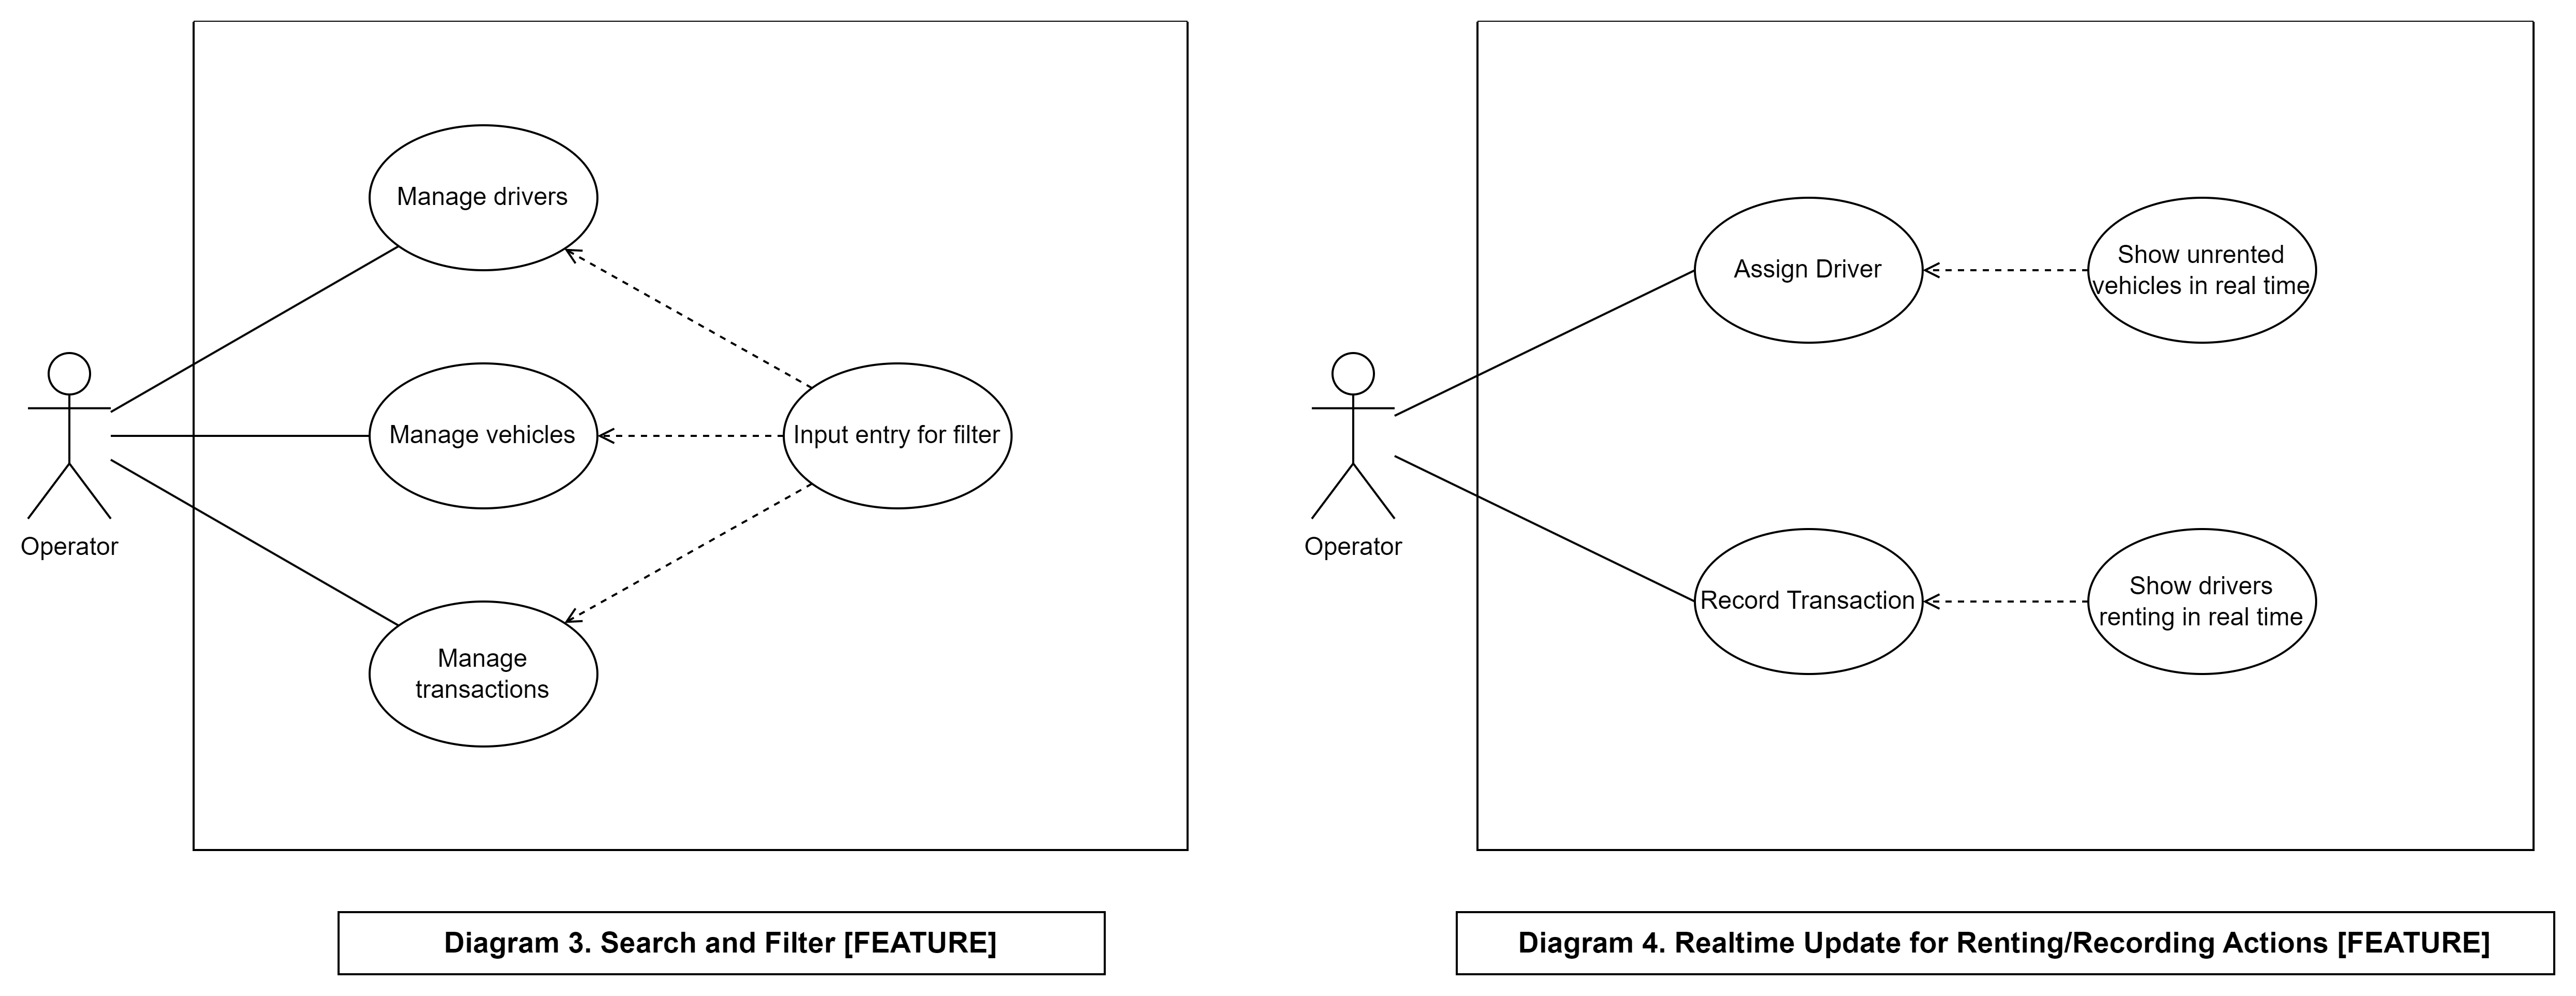 Manage drivers
Manage vehicles
Input entry for filter
Operator
Manage
transactions
Diagram 3. Search and Filter [FEATURE]
Assign Driver
Show unrented
vehicles in real time
Operator
Record Transaction
Show drivers
renting in real time
Diagram 4. Realtime Update for Renting/Recording Actions [FEATURE]